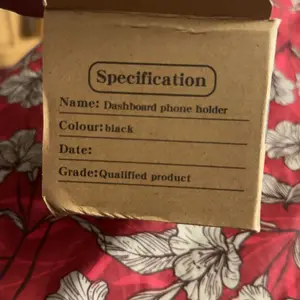 Specification
Name: Dashboard phone holder
Colour: black
Date:
Grade: Qualified product